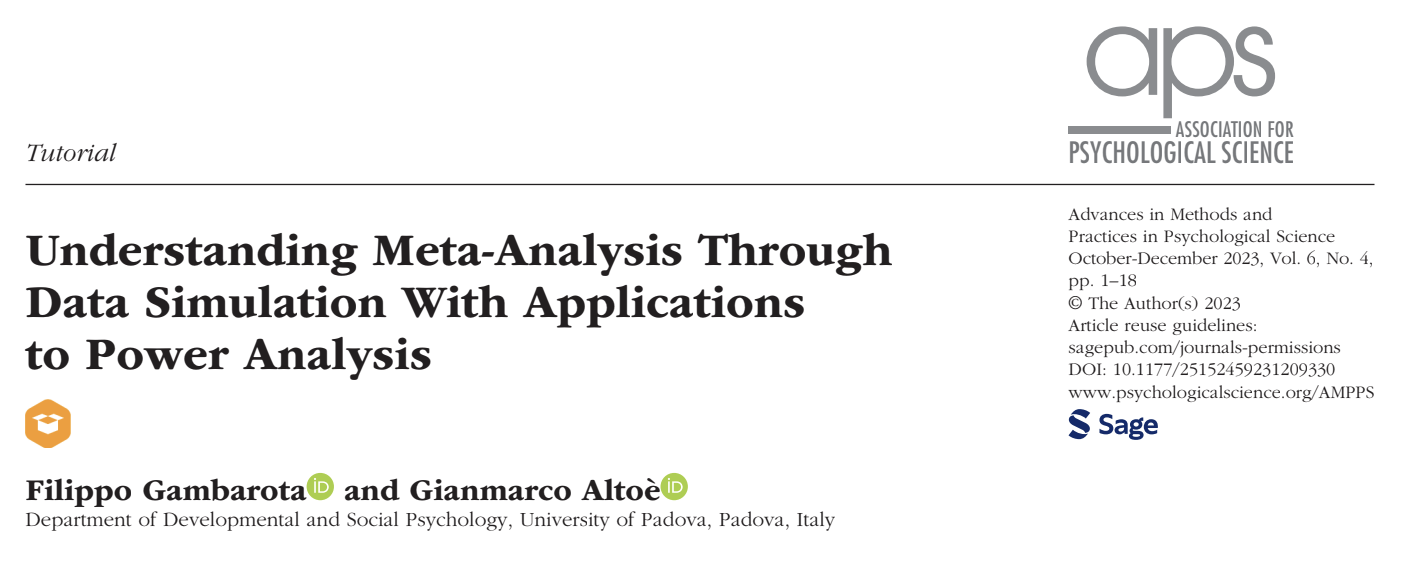 aps
ASSOCIATION FOR
PSYCHOLOGICAL SCIENCE
Tutorial
Understanding Meta-Analysis Through
Data Simulation With Applications
to Power Analysis
Advances in Methods and
Practices in Psychological Science
October-December 2023, Vol. 6, No. 4,
pp. 1–18
© The Author(s) 2023
Article reuse guidelines:
sagepub.com/journals-permissions
DOI: 10.1177/25152459231209330
www.psychologicalscience.org/AMPPS
Sage
Filippo Gambarota iD and Gianmarco Altoè iD
Department of Developmental and Social Psychology, University of Padova, Padova, Italy